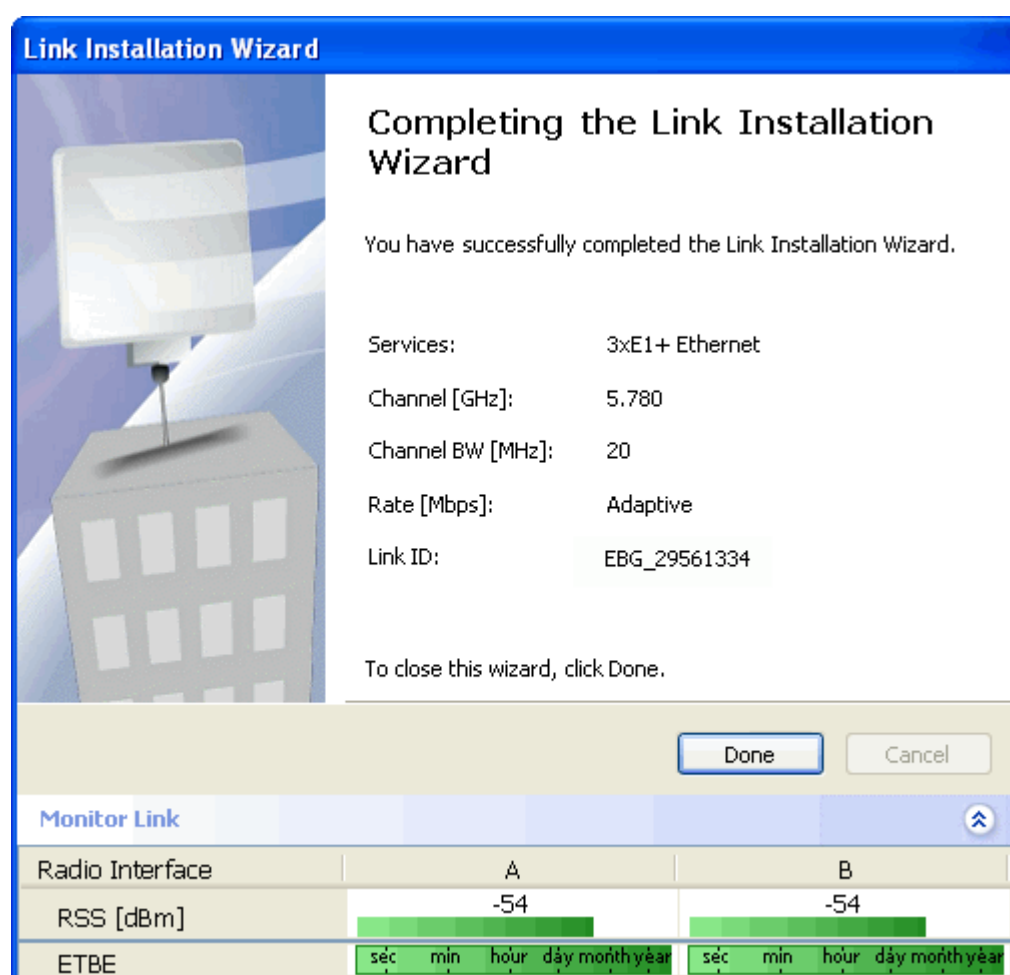 Link Installation Wizard
Completing the Link Installation
Wizard
You have successfully completed the Link Installation Wizard.
Services: 3xE1+ Ethernet
Channel [GHz]: 5.780
Channel BW [MHz]: 20
Rate [Mbps]: Adaptive
Link ID: EBG_29561334
To close this wizard, click Done.
Done Cancel
Monitor Link
Radio Interface A B
RSS [dBm] -54 -54
ETBE sec min hour day month year sec min hour day month year